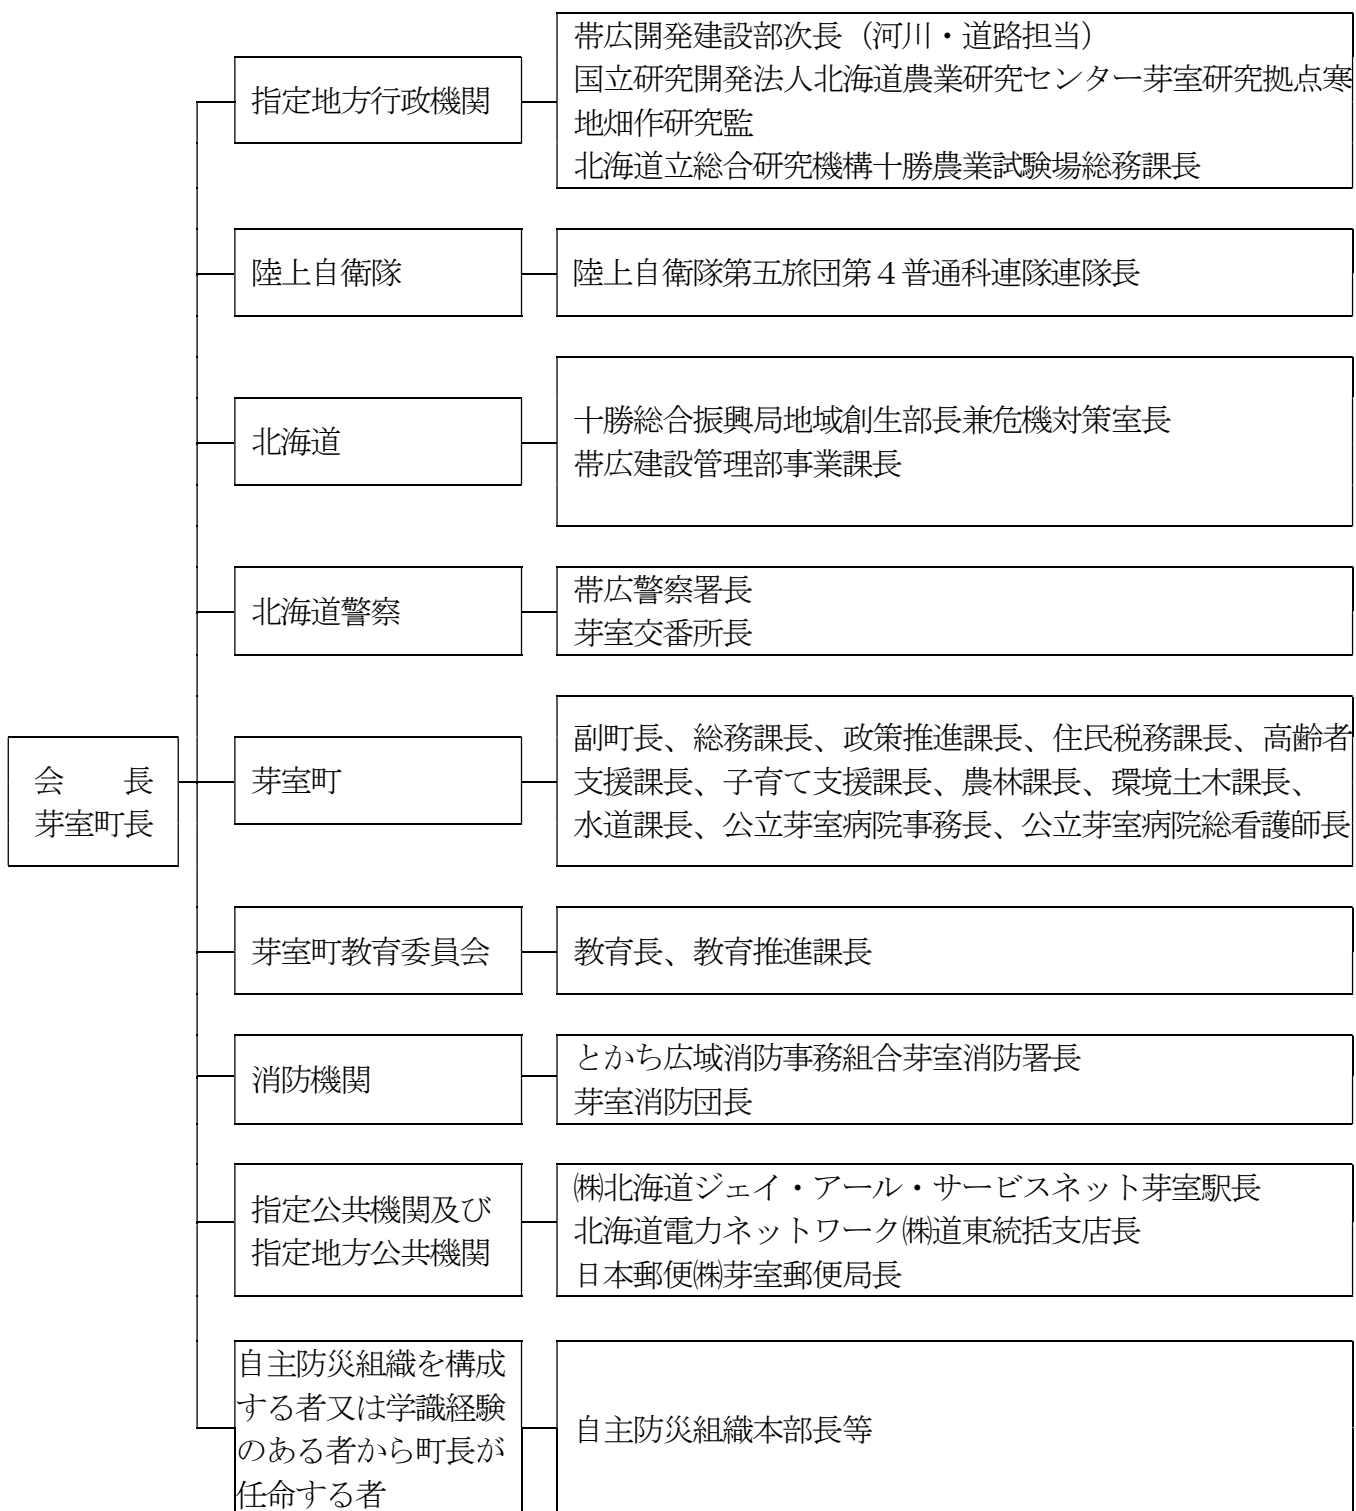 帯広開発建設部次長（河川・道路担当）
指定地方行政機関
国立研究開発法人北海道農業研究センター芽室研究拠点寒
地畑作研究監
北海道立総合研究機構十勝農業試験場総務課長
陸上自衛隊
陸上自衛隊第五旅団第４普通科連隊連隊長
北海道
十勝総合振興局地域創生部長兼危機対策室長
帯広建設管理部事業課長
北海道警察
帯広警察署長
芽室交番所長
会　　長
芽室町長
芽室町
副町長、総務課長、政策推進課長、住民税務課長、高齢者
支援課長、子育て支援課長、農林課長、環境土木課長、
水道課長、公立芽室病院事務長、公立芽室病院総看護師長
芽室町教育委員会
教育長、教育推進課長
消防機関
とかち広域消防事務組合芽室消防署長
芽室消防団長
指定公共機関及び
指定地方公共機関
㈱北海道ジェイ・アール・サービスネット芽室駅長
北海道電力ネットワーク㈱道東統括支店長
日本郵便㈱芽室郵便局長
自主防災組織を構成
する者又は学識経験
のある者から町長が
任命する者
自主防災組織本部長等